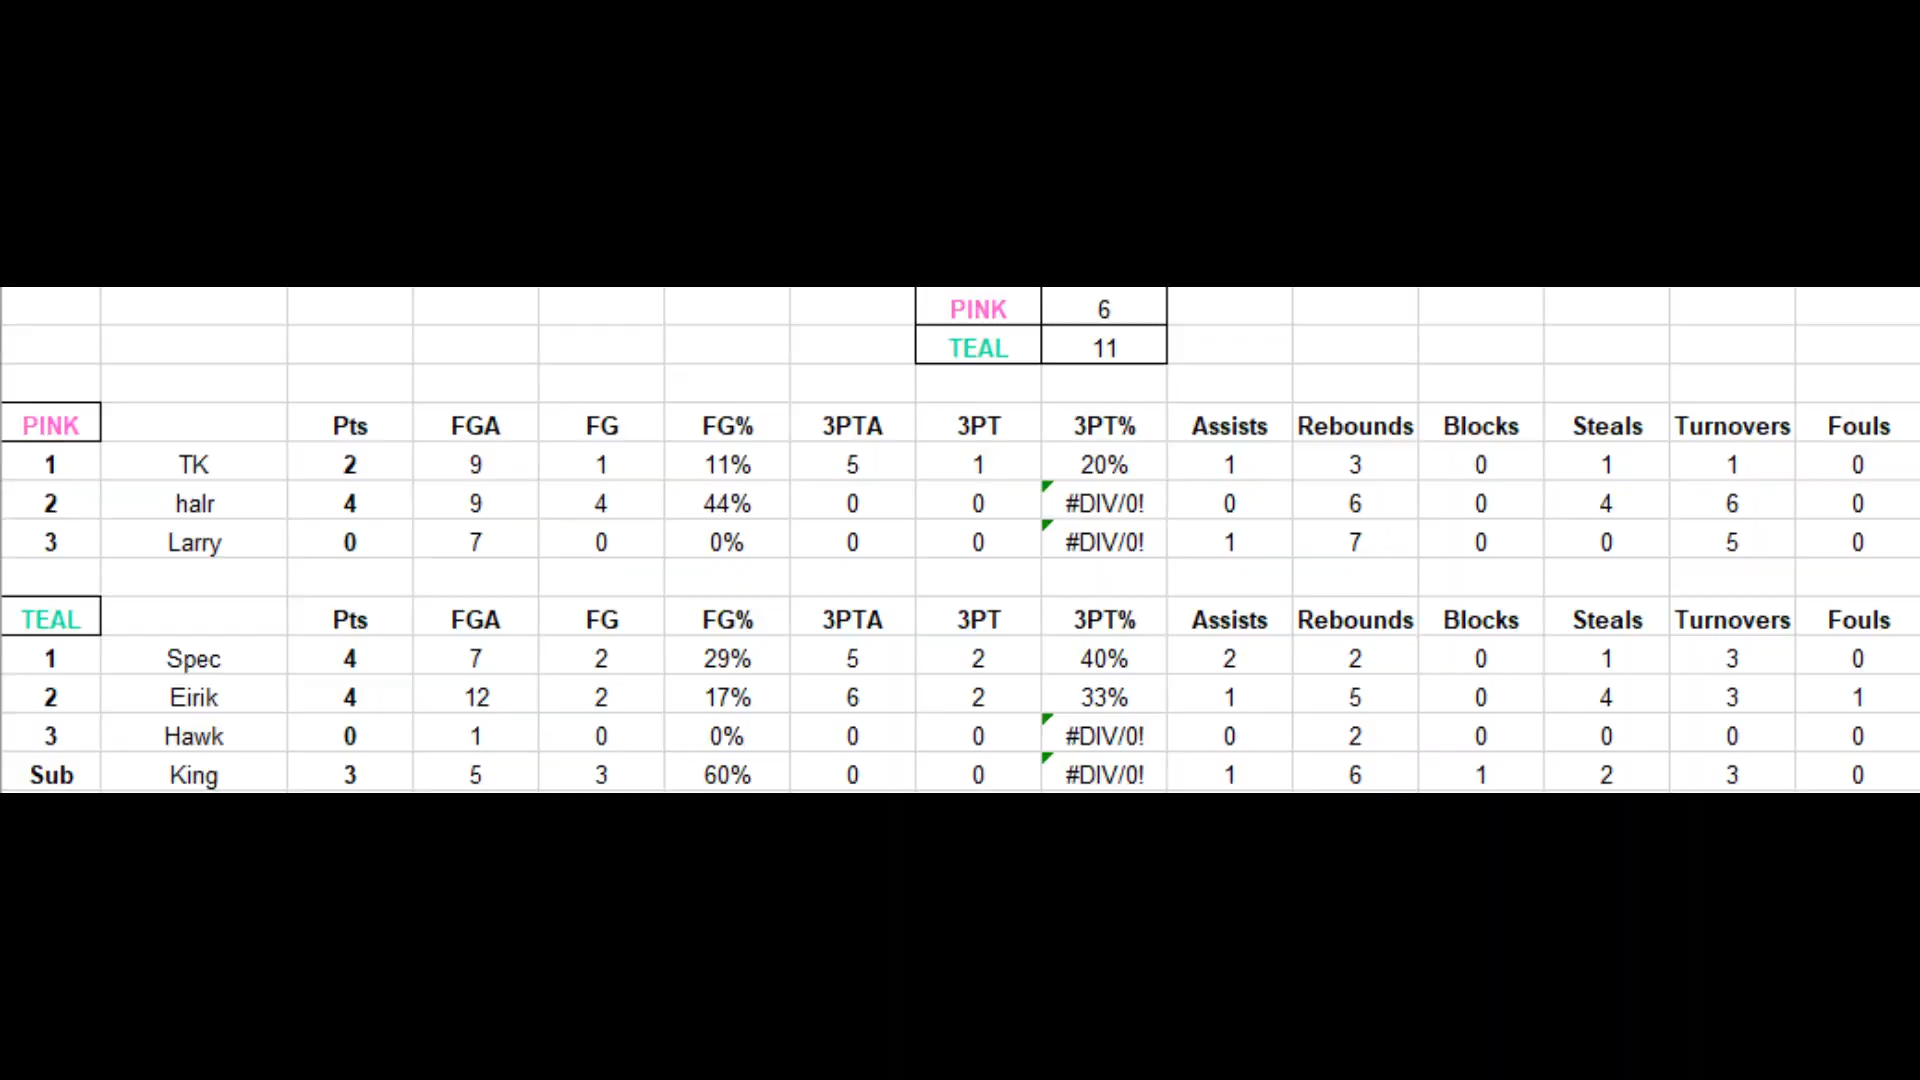 PINK 6
TEAL 11
PINK Pts FGA FG FG% 3PTA 3PT 3PT% Assists Rebounds Blocks Steals Turnovers Fouls
1 TK 2 9 1 11% 5 1 20% 1 3 0 1 1 0
2 halr 4 9 4 44% 0 0 #DIV/0! 0 6 0 4 6 0
3 Larry 0 7 0 0% 0 0 #DIV/0! 1 7 0 0 5 0
TEAL Pts FGA FG FG% 3PTA 3PT 3PT% Assists Rebounds Blocks Steals Turnovers Fouls
1 Spec 4 7 2 29% 5 2 40% 2 2 0 1 3 0
2 Eirik 4 12 2 17% 6 2 33% 1 5 0 4 3 1
3 Hawk 0 1 0 0% 0 0 #DIV/0! 0 2 0 0 0 0
Sub King 3 5 3 60% 0 0 #DIV/0! 1 6 1 2 3 0